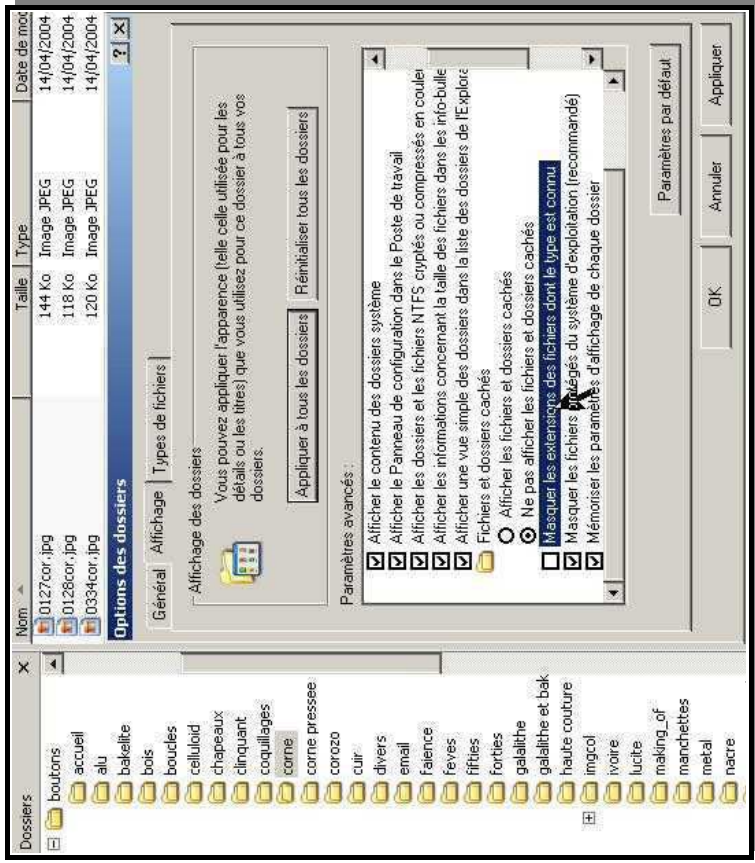 Dossiers
boutons
accueil
alu
bakelite
bois
boucles
celluloid
chapeaux
clinquant
coquillages
corne
corne pressee
corozo
cuir
divers
email
faience
feves
fifties
forties
galalithe
galalithe et bak
haute couture
imgcol
ivoire
lucite
making_of
manchettes
metal
nacre
Nom Taille Type Date de mod
0127cor.jpg 144 Ko Image JPEG 14/04/2004
0128cor.jpg 118 Ko Image JPEG 14/04/2004
0334cor.jpg 120 Ko Image JPEG 14/04/2004
Options des dossiers
Général Affichage Types de fichiers
Affichage des dossiers
Vous pouvez appliquer l'apparence (telle celle utilisée pour les
détails ou les titres) que vous utilisez pour ce dossier à tous vos
dossiers.
Appliquer à tous les dossiers Réinitialiser tous les dossiers
Paramètres avancés :
Afficher le contenu des dossiers système
Afficher le Panneau de configuration dans le Poste de travail
Afficher les dossiers et les fichiers NTFS cryptés ou compressés en couleu
Afficher les informations concernant la taille des fichiers dans les info-bulle
Afficher une vue simple des dossiers dans la liste des dossiers de l'Explora
Fichiers et dossiers cachés
Afficher les fichiers et dossiers cachés
Ne pas afficher les fichiers et dossiers cachés
Masquer les extensions des fichiers dont le type est connu
Masquer les fichiers protégés du système d'exploitation (recommandé)
Mémoriser les paramètres d'affichage de chaque dossier
Paramètres par défaut
OK Annuler Appliquer